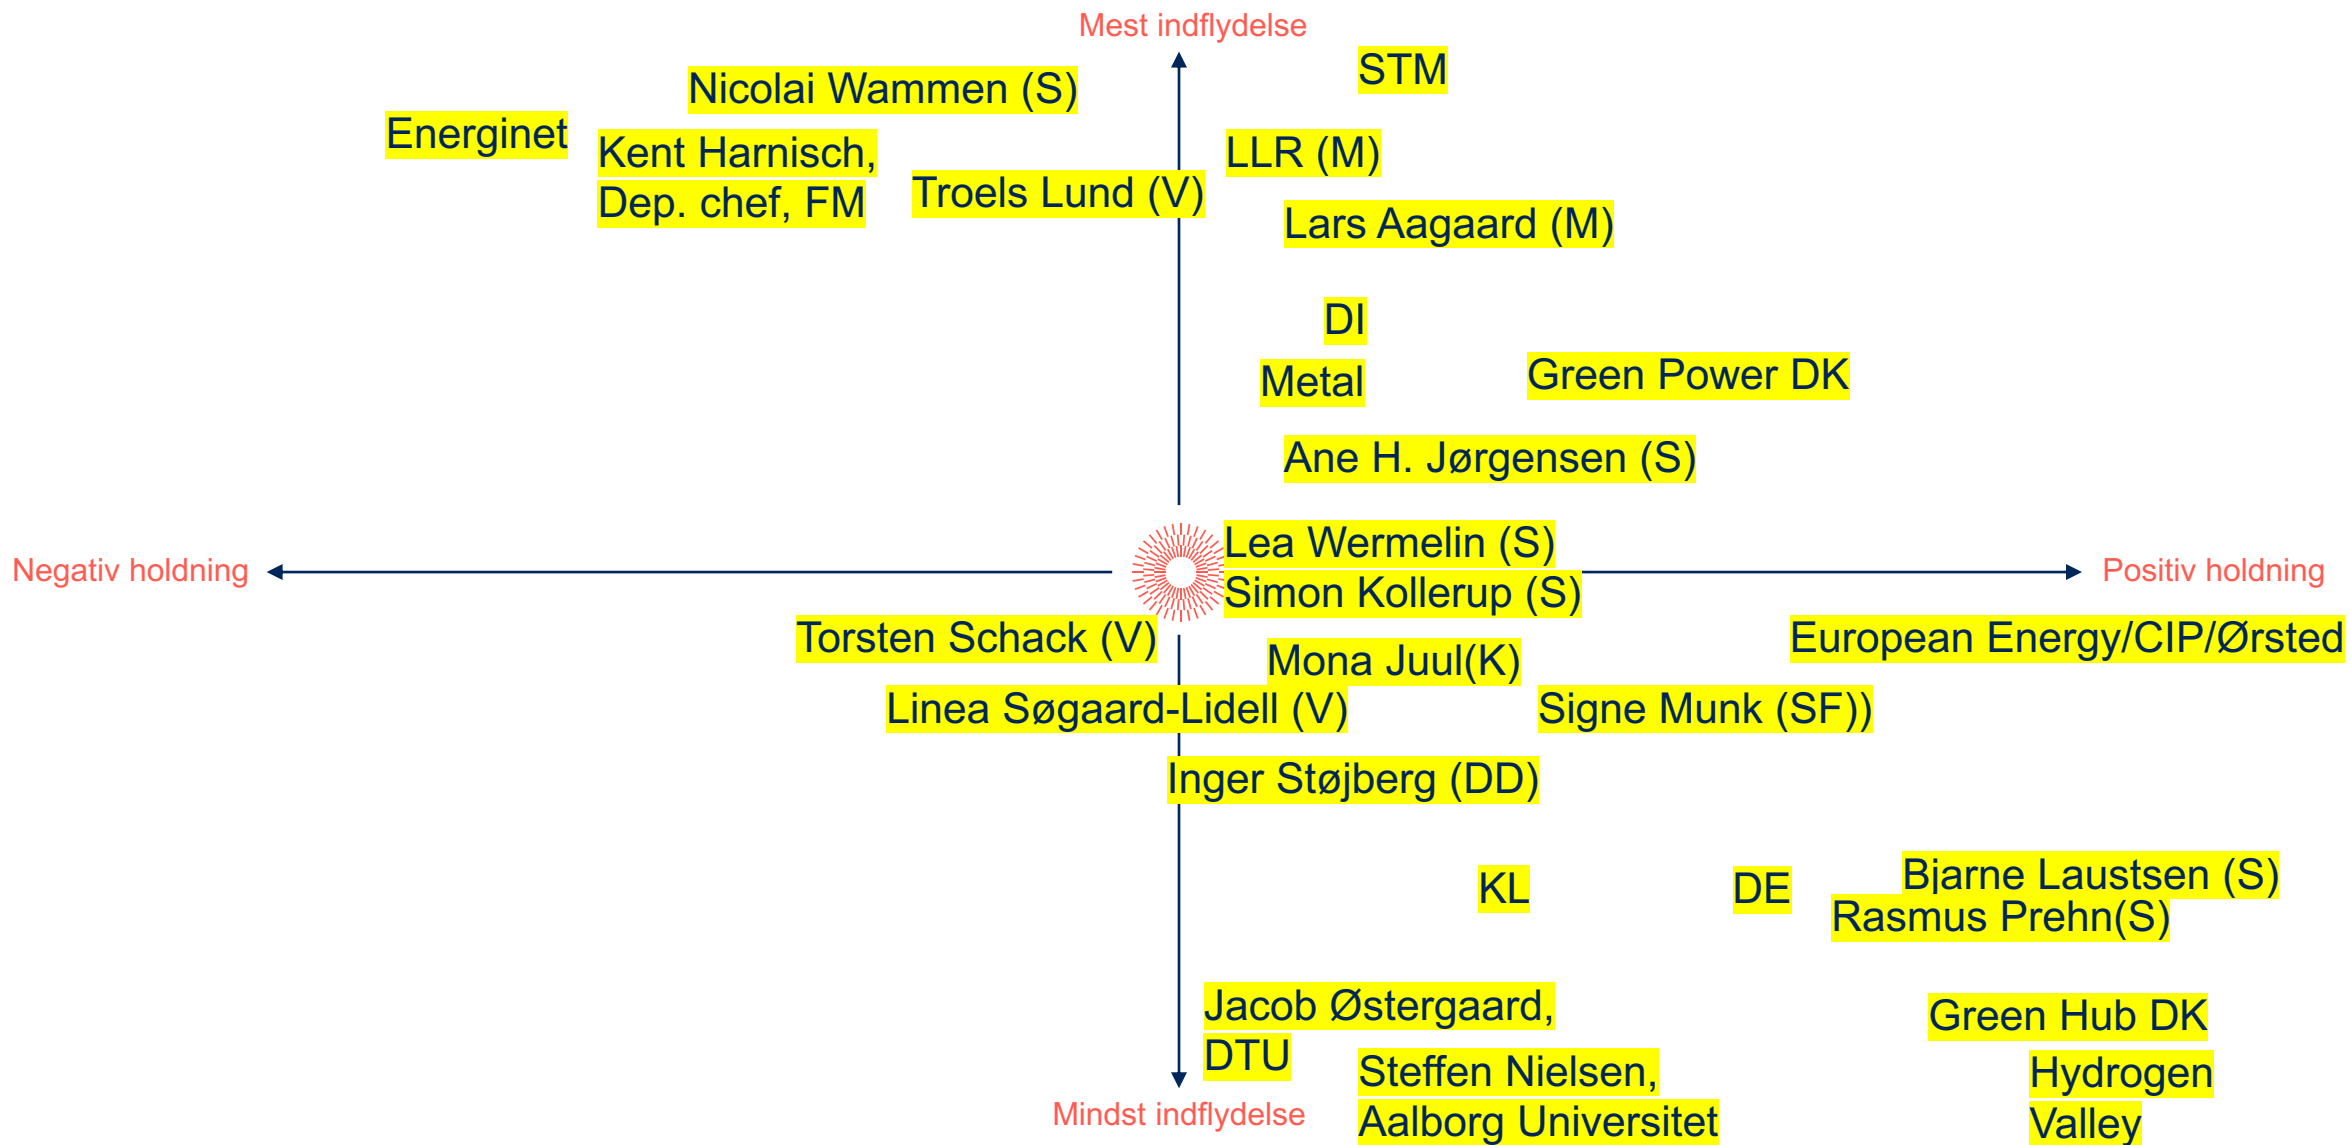 Mest indflydelse
STM
Nicolai Wammen (S)
Energinet
Kent Harnisch,
Dep. chef, FM
LLR (M)
Troels Lund (V)
Lars Aagaard (M)
DI
Metal
Green Power DK
Ane H. Jørgensen (S)
Lea Wermelin (S)
Negativ holdning
Positiv holdning
Simon Kollerup (S)
Torsten Schack (V)
European Energy/CIP/Ørsted
Mona Juul(K)
Linea Søgaard-Lidell (V)
Signe Munk (SF))
Inger Støjberg (DD)
KL
DE
Bjarne Laustsen (S)
Rasmus Prehn(S)
Jacob Østergaard,
DTU
Green Hub DK
Steffen Nielsen,
Aalborg Universitet
Hydrogen
Valley
Mindst indflydelse